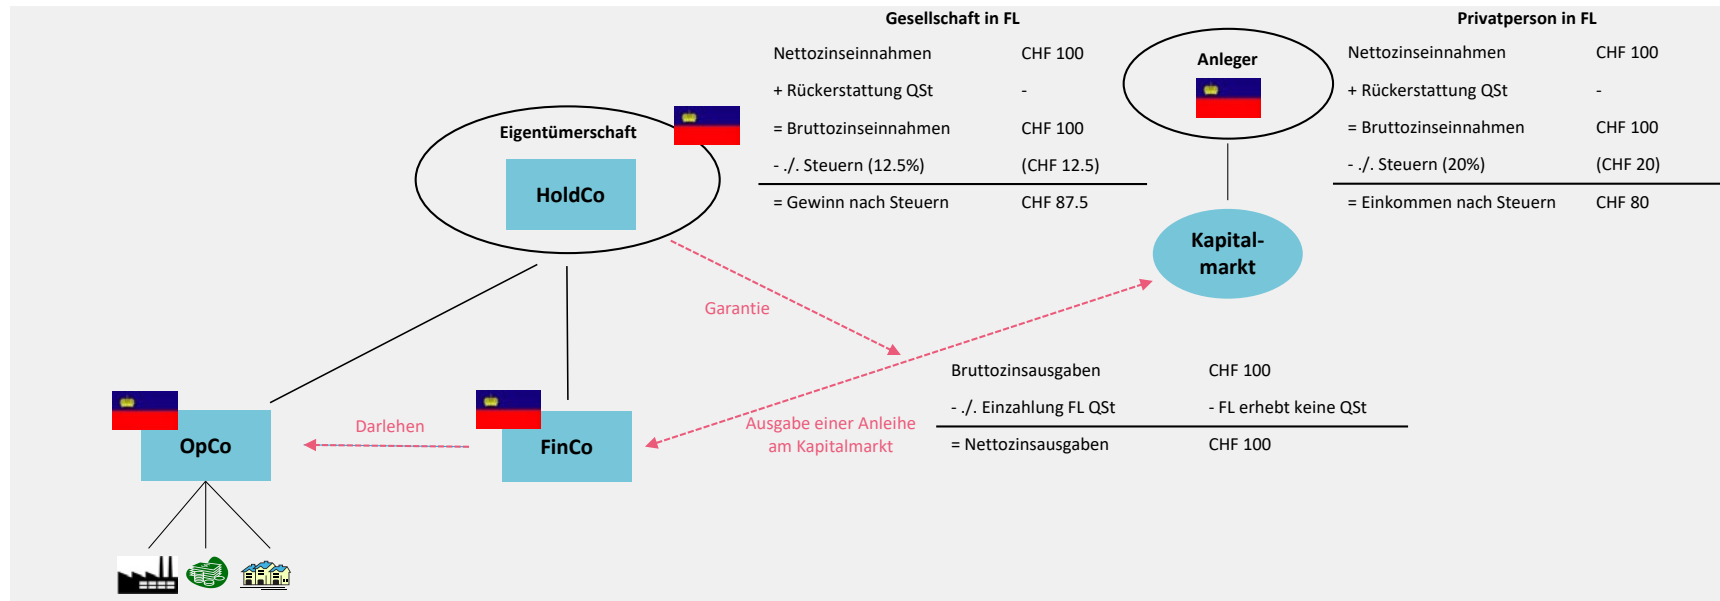 Gesellschaft in FL
Nettozinseinnahmen CHF 100
+ Rückerstattung QSt -
= Bruttozinseinnahmen CHF 100
- ./. Steuern (12.5%) (CHF 12.5)
= Gewinn nach Steuern CHF 87.5
Anleger
Privatperson in FL
Nettozinseinnahmen CHF 100
+ Rückerstattung QSt -
= Bruttozinseinnahmen CHF 100
- ./. Steuern (20%) (CHF 20)
= Einkommen nach Steuern CHF 80
Eigentümerschaft
HoldCo
Kapital-
markt
Garantie
Bruttozinsausgaben CHF 100
- ./. Einzahlung FL QSt - FL erhebt keine QSt
= Nettozinsausgaben CHF 100
Ausgabe einer Anleihe
am Kapitalmarkt
Darlehen
OpCo
FinCo